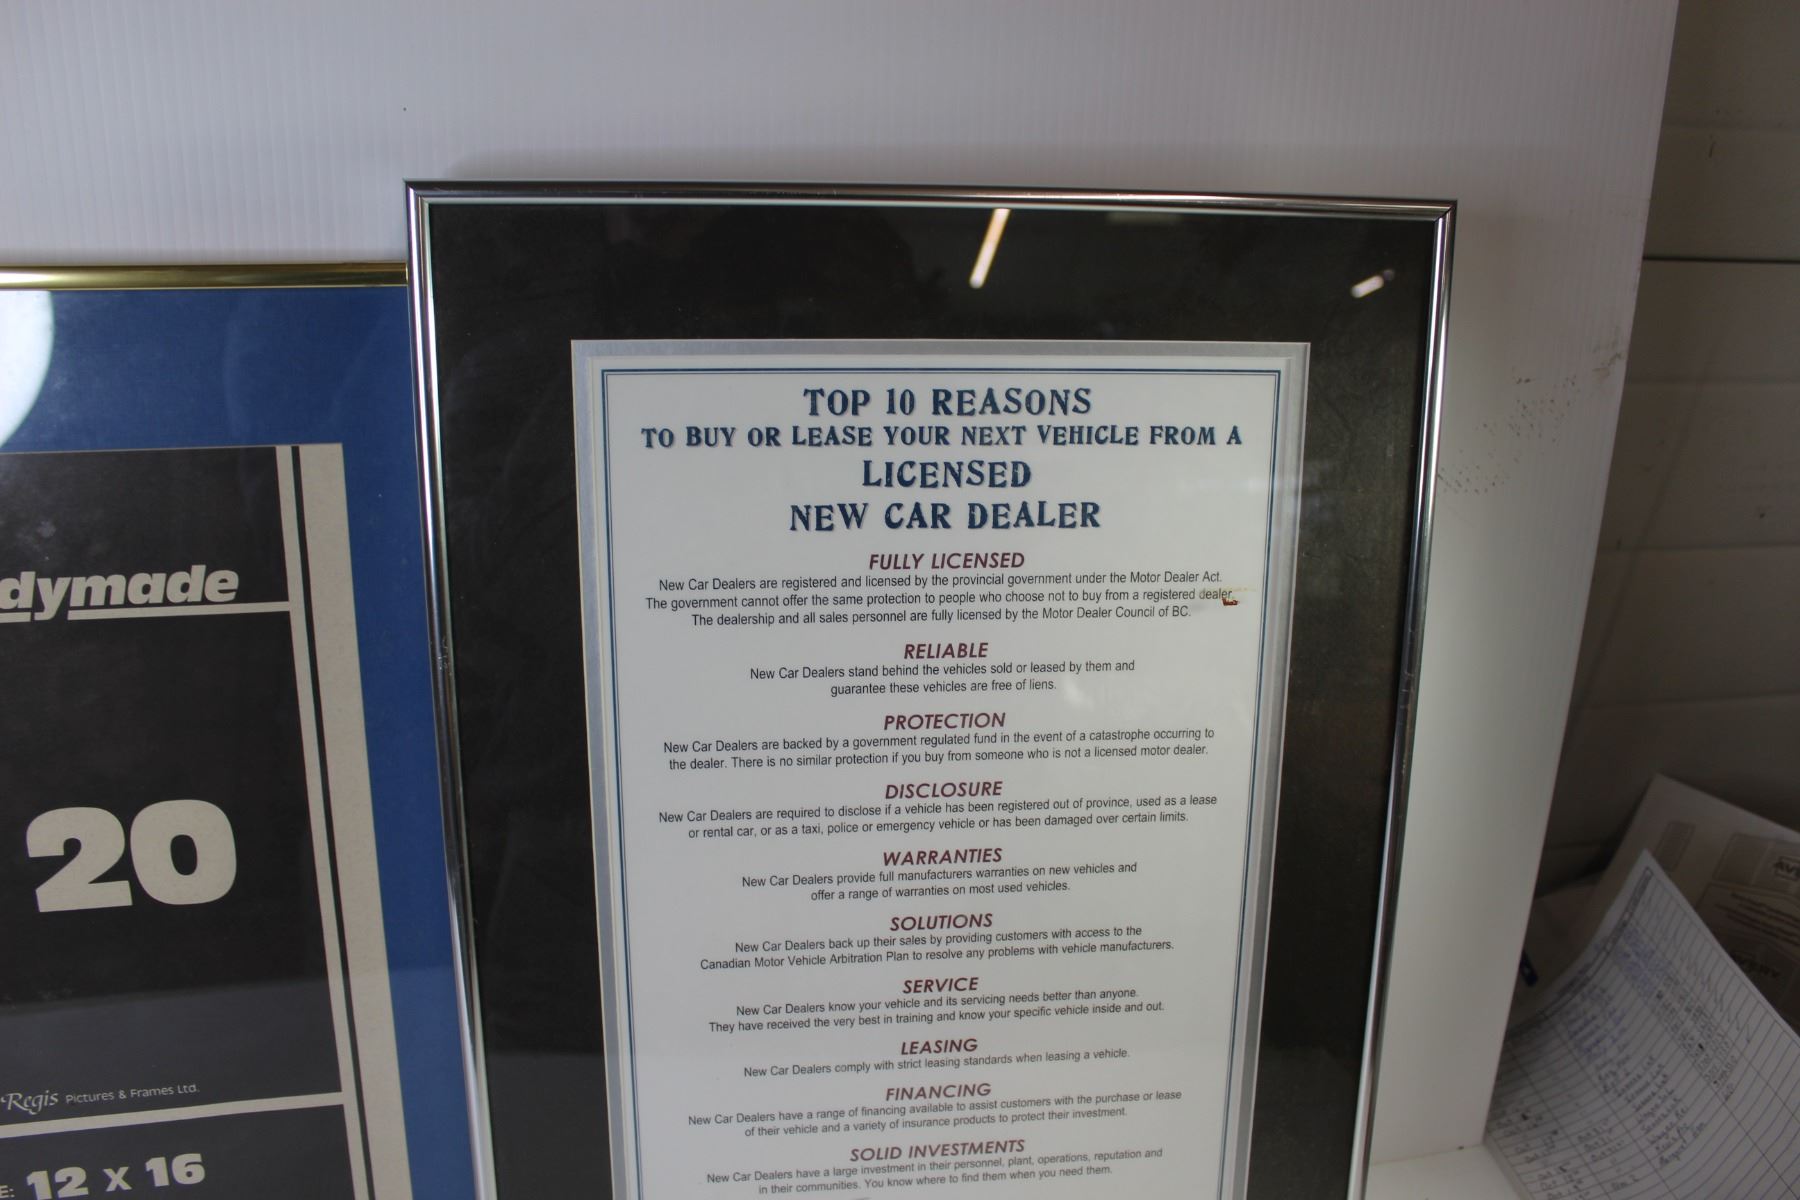 TOP 10 REASONS
TO BUY OR LEASE YOUR NEXT VEHICLE FROM A
LICENSED
NEW CAR DEALER
FULLY LICENSED
New Car Dealers are registered and licensed by the provincial government under the Motor Dealer Act.
The government cannot offer the same protection to people who choose not to buy from a registered dealer.
The dealership and all sales personnel are fully licensed by the Motor Dealer Council of BC.
RELIABLE
New Car Dealers stand behind the vehicles sold or leased by them and
guarantee these vehicles are free of liens.
PROTECTION
New Car Dealers are backed by a government regulated fund in the event of a catastrophe occurring to
the dealer. There is no similar protection if you buy from someone who is not a licensed motor dealer.
DISCLOSURE
New Car Dealers are required to disclose if a vehicle has been registered out of province, used as a lease
or rental car, or as a taxi, police or emergency vehicle or has been damaged over certain limits.
WARRANTIES
New Car Dealers provide full manufacturers warranties on new vehicles and
offer a range of warranties on most used vehicles.
SOLUTIONS
New Car Dealers back up their sales by providing customers with access to the
Canadian Motor Vehicle Arbitration Plan to resolve any problems with vehicle manufacturers.
SERVICE
New Car Dealers know your vehicle and its servicing needs better than anyone.
They have received the very best in training and know your specific vehicle inside and out.
LEASING
New Car Dealers comply with strict leasing standards when leasing a vehicle.
FINANCING
New Car Dealers have a range of financing available to assist customers with the purchase or lease
of their vehicle and a variety of insurance products to protect their investment.
SOLID INVESTMENTS
New Car Dealers have a large investment in their personnel, plant, operations, reputation and
in their communities. You know where to find them when you need them.
dymade
20
Regis Pictures & Frames Ltd.
E: 12 x 16